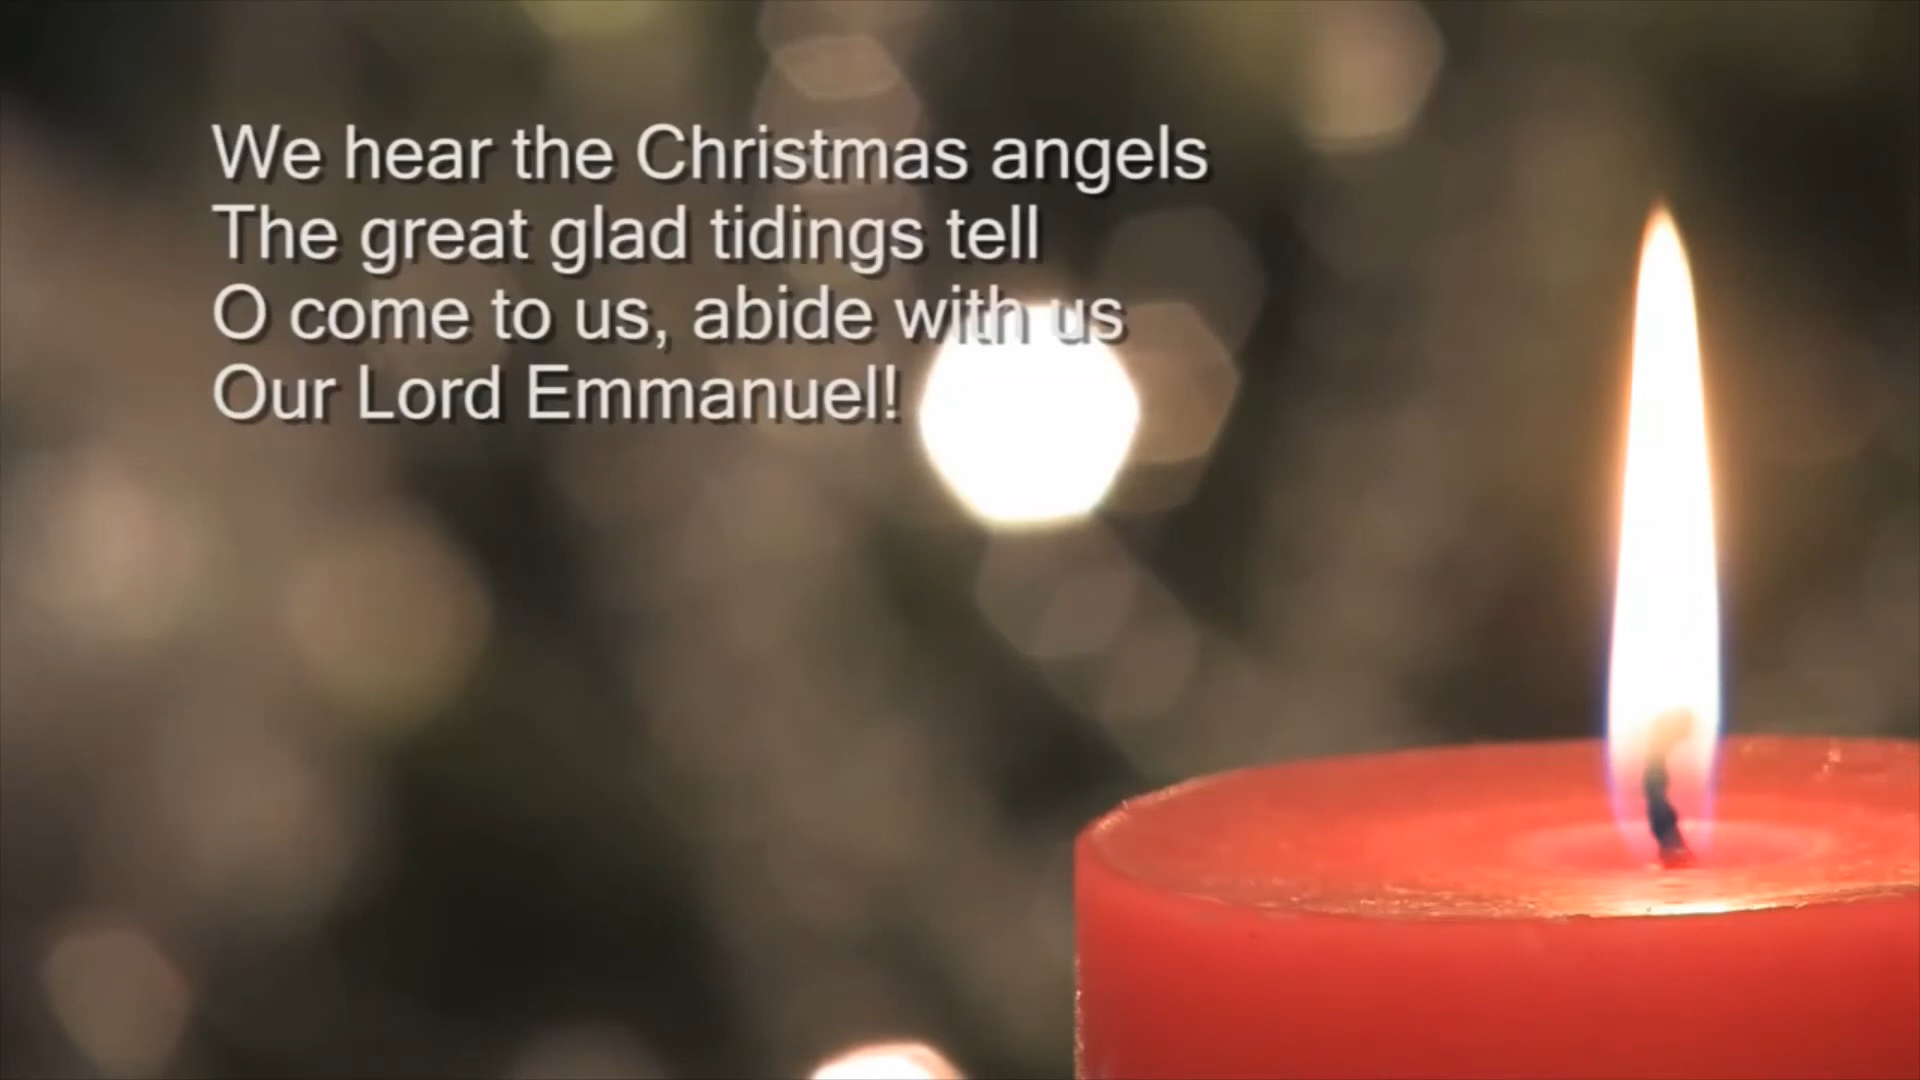 We hear the Christmas angels
The great glad tidings tell
O come to us, abide with us
Our Lord Emmanuel!